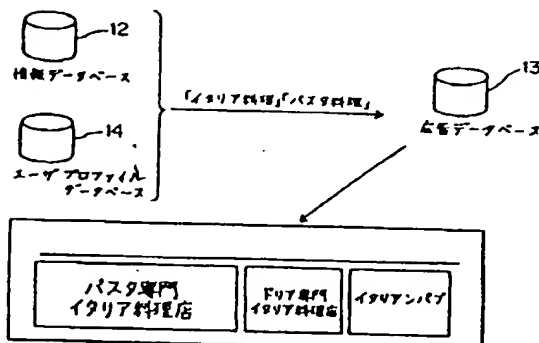 12
情報データベース
14
ユーザプロファイル
データベース
「イタリア料理」「パスタ料理」
13
広告データベース
パスタ専門
イタリア料理店
ドリア専門
イタリア料理店
イタリアンパブ